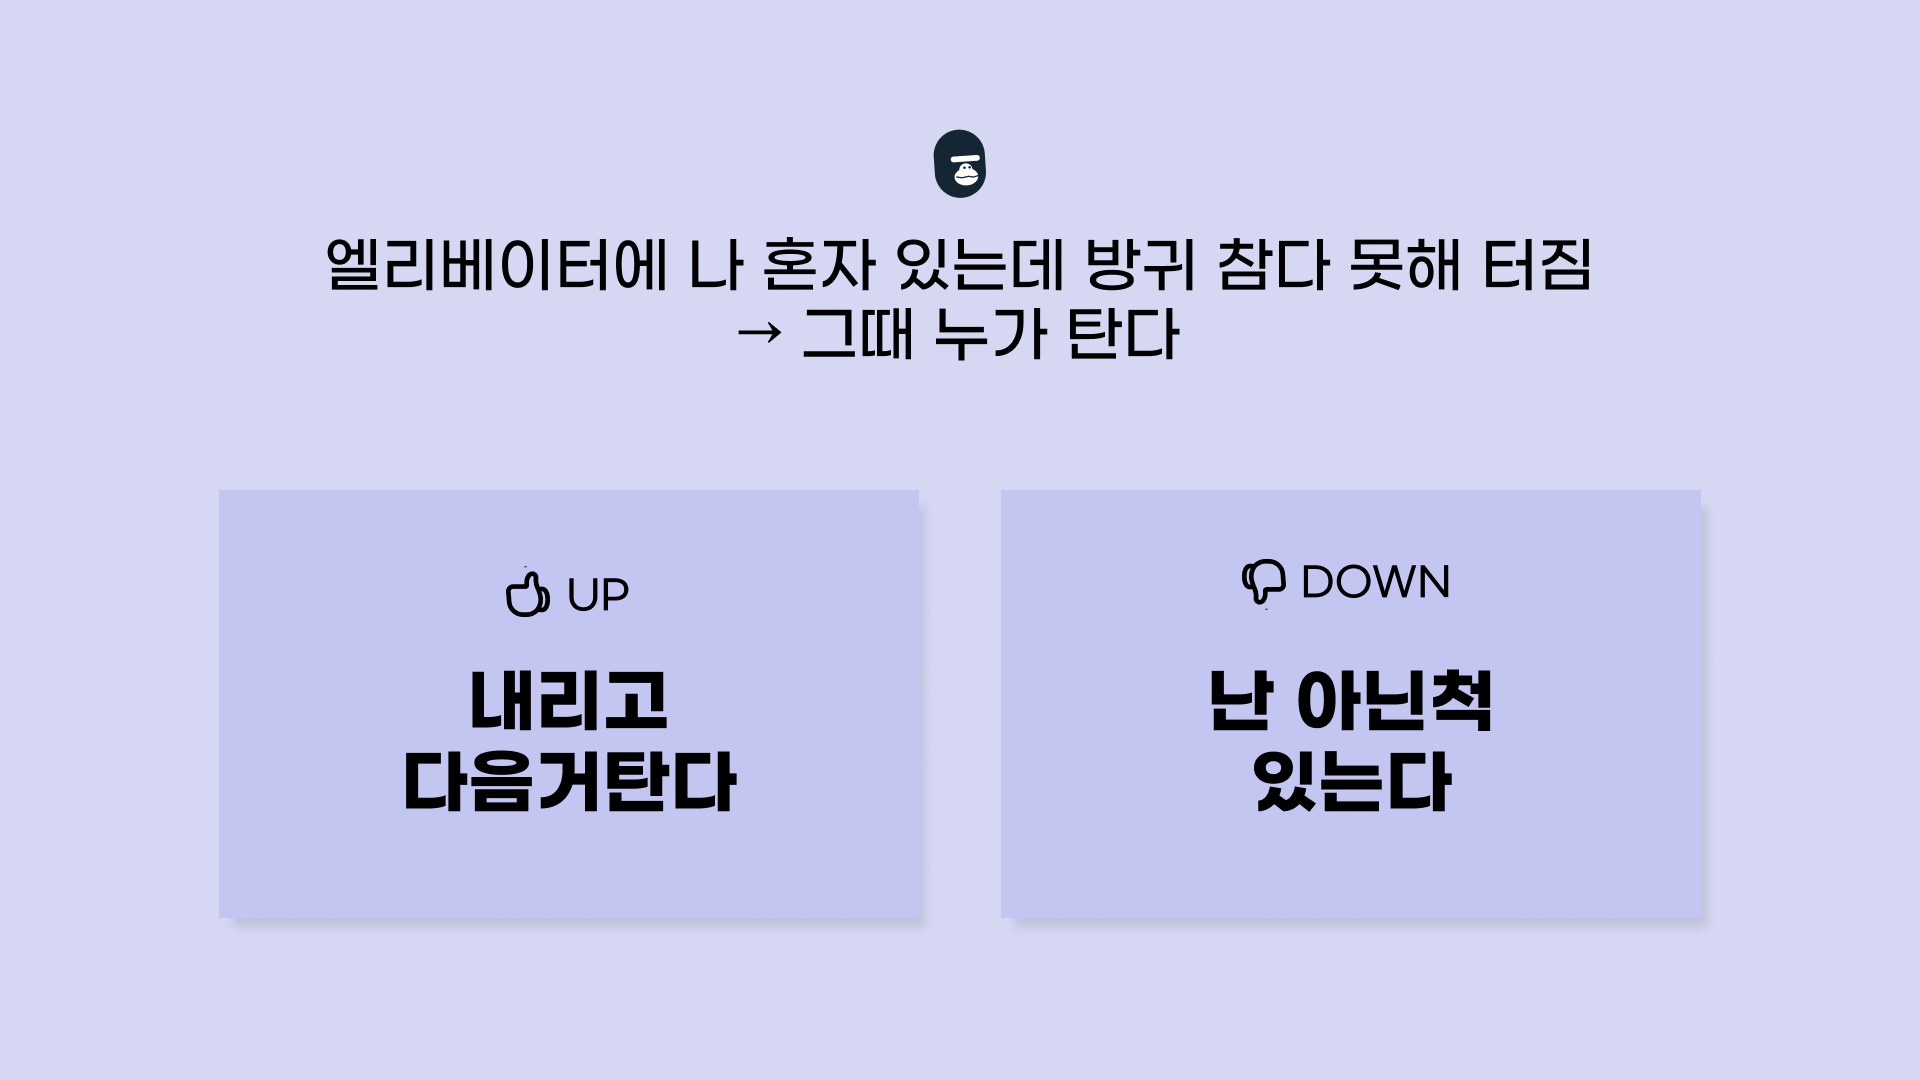 엘리베이터에 나 혼자 있는데 방귀 참다 못해 터짐
→ 그때 누가 탄다
UP
내리고
다음거탄다
DOWN
난 아닌척
있는다